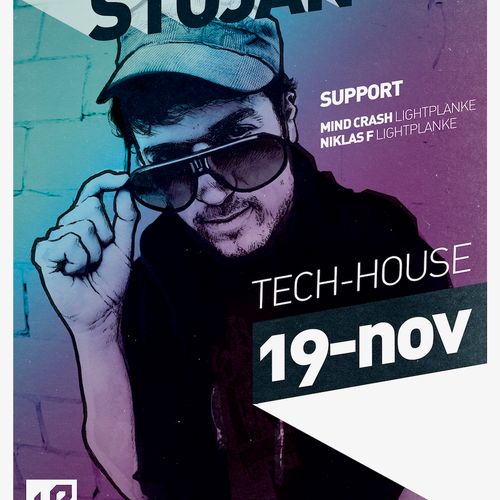 STOJAN
SUPPORT
MIND CRASH LIGHTPLANKE
NIKLAS F LIGHTPLANKE
TECH-HOUSE
19-nov